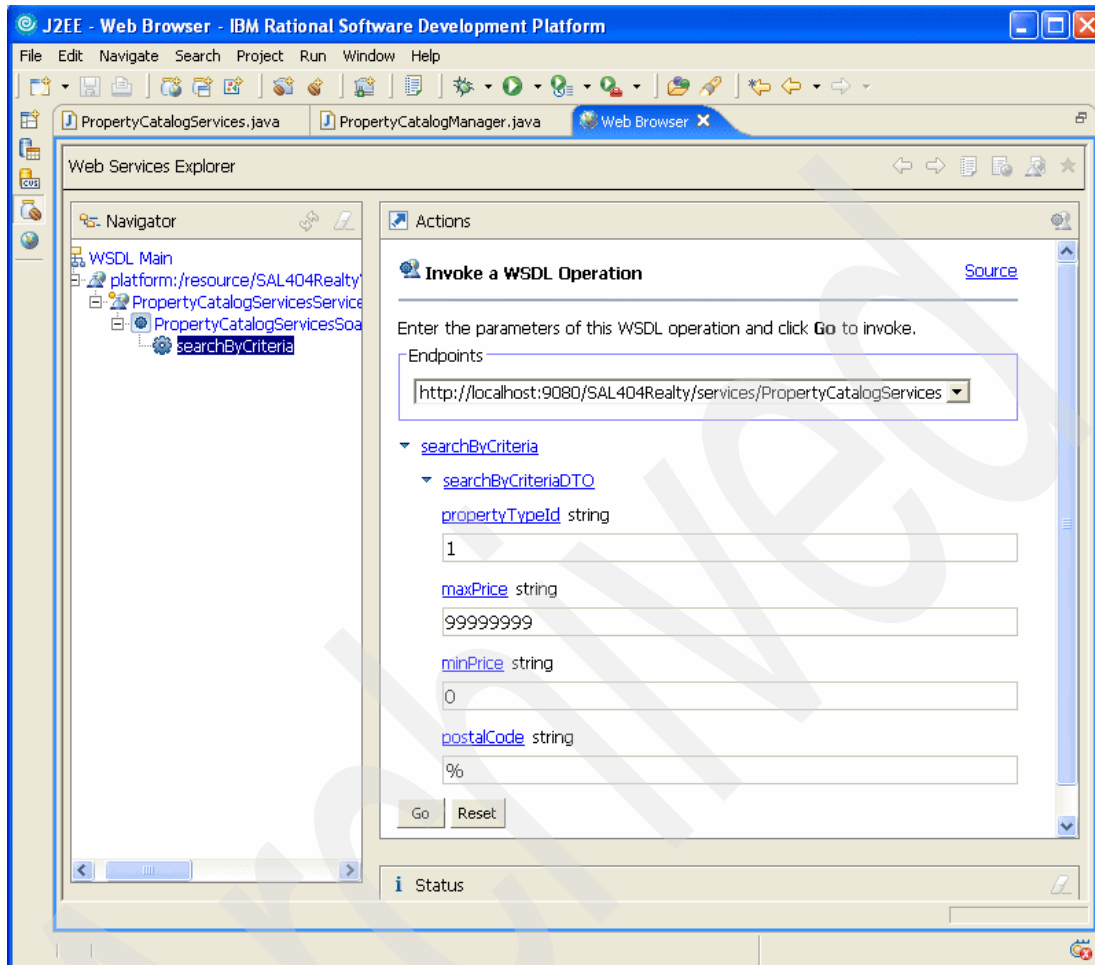 J2EE - Web Browser - IBM Rational Software Development Platform
File Edit Navigate Search Project Run Window Help
PropertyCatalogServices.java PropertyCatalogManager.java Web Browser
Web Services Explorer
Navigator
WSDL Main
platform:/resource/SAL404Realty
PropertyCatalogServicesService
PropertyCatalogServicesSoa
searchByCriteria
Actions
Invoke a WSDL Operation Source
Enter the parameters of this WSDL operation and click Go to invoke.
Endpoints
http://localhost:9080/SAL404Realty/services/PropertyCatalogServices
searchByCriteria
searchByCriteriaDTO
propertyTypeId string
1
maxPrice string
99999999
minPrice string
0
postalCode string
%
Go Reset
i Status
CVS
Archived